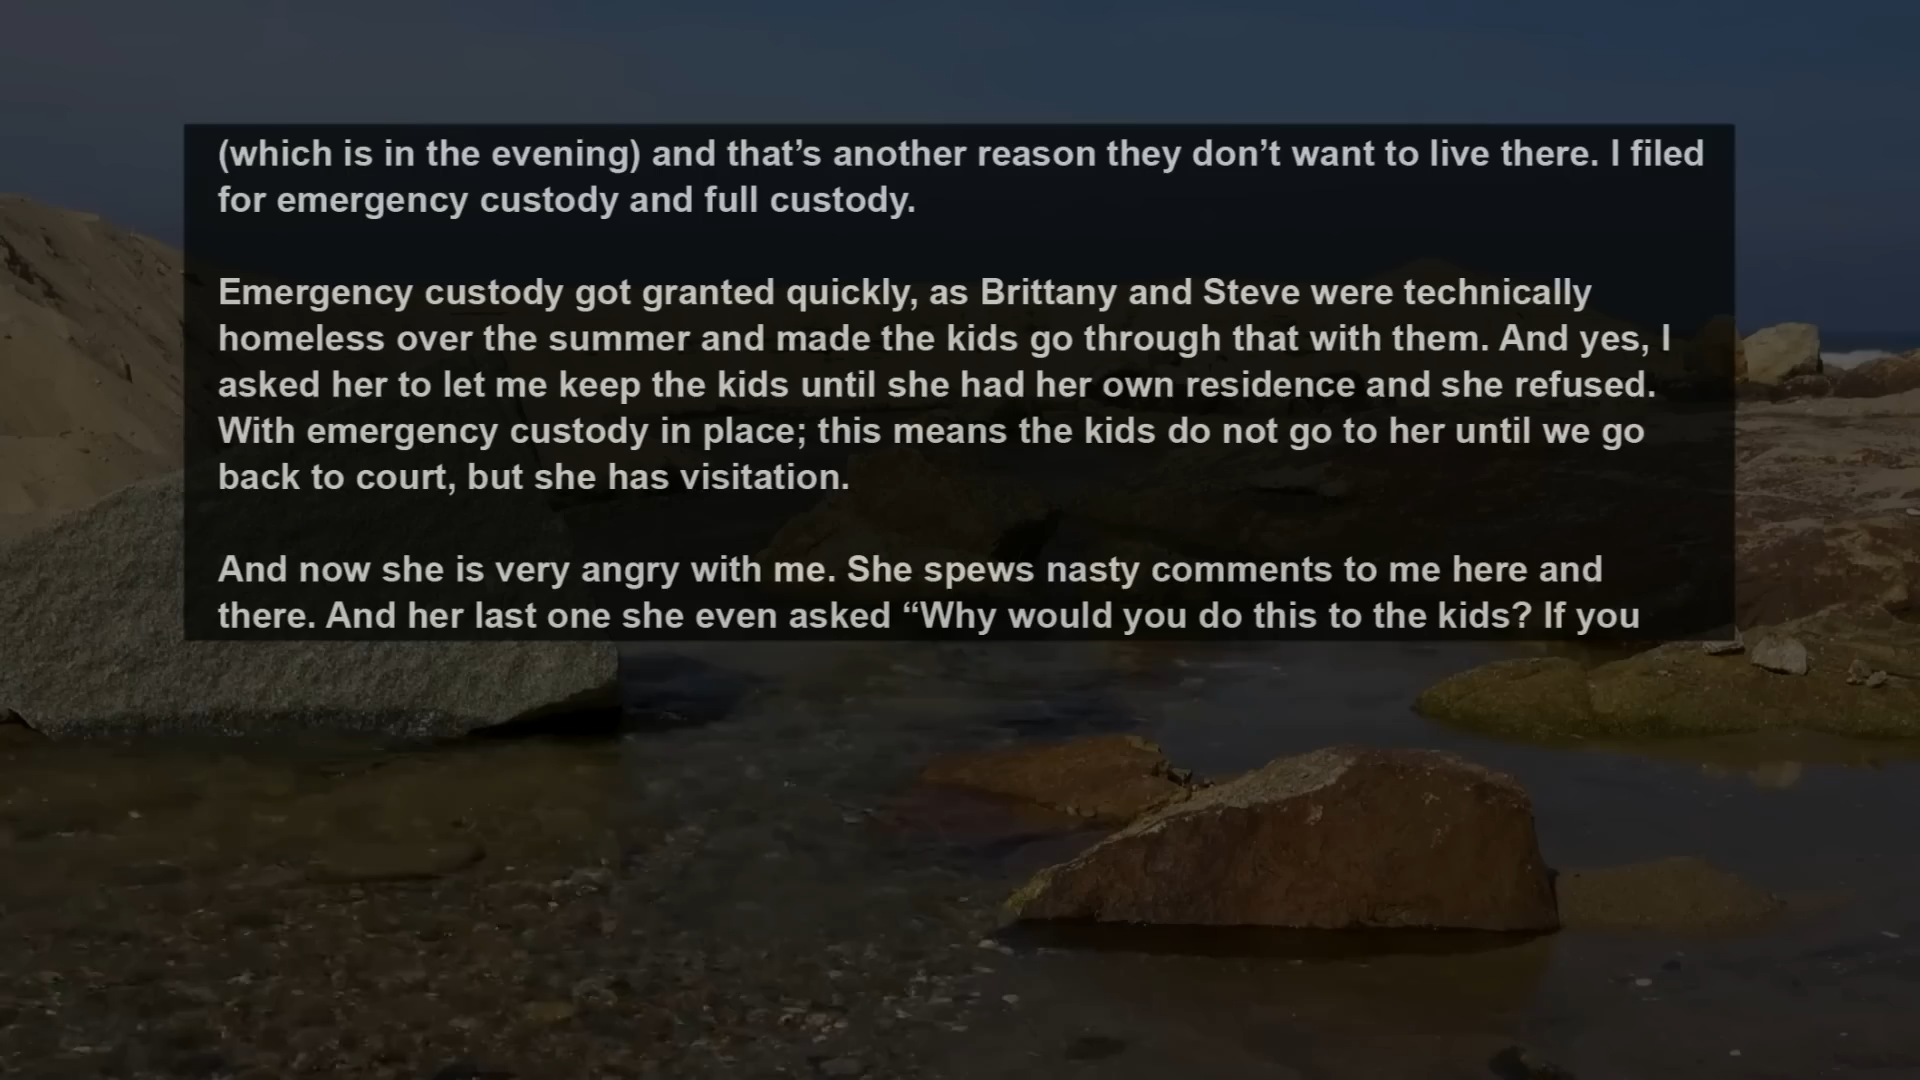 (which is in the evening) and that’s another reason they don’t want to live there. I filed
for emergency custody and full custody.
Emergency custody got granted quickly, as Brittany and Steve were technically
homeless over the summer and made the kids go through that with them. And yes, I
asked her to let me keep the kids until she had her own residence and she refused.
With emergency custody in place; this means the kids do not go to her until we go
back to court, but she has visitation.
And now she is very angry with me. She spews nasty comments to me here and
there. And her last one she even asked “Why would you do this to the kids? If you